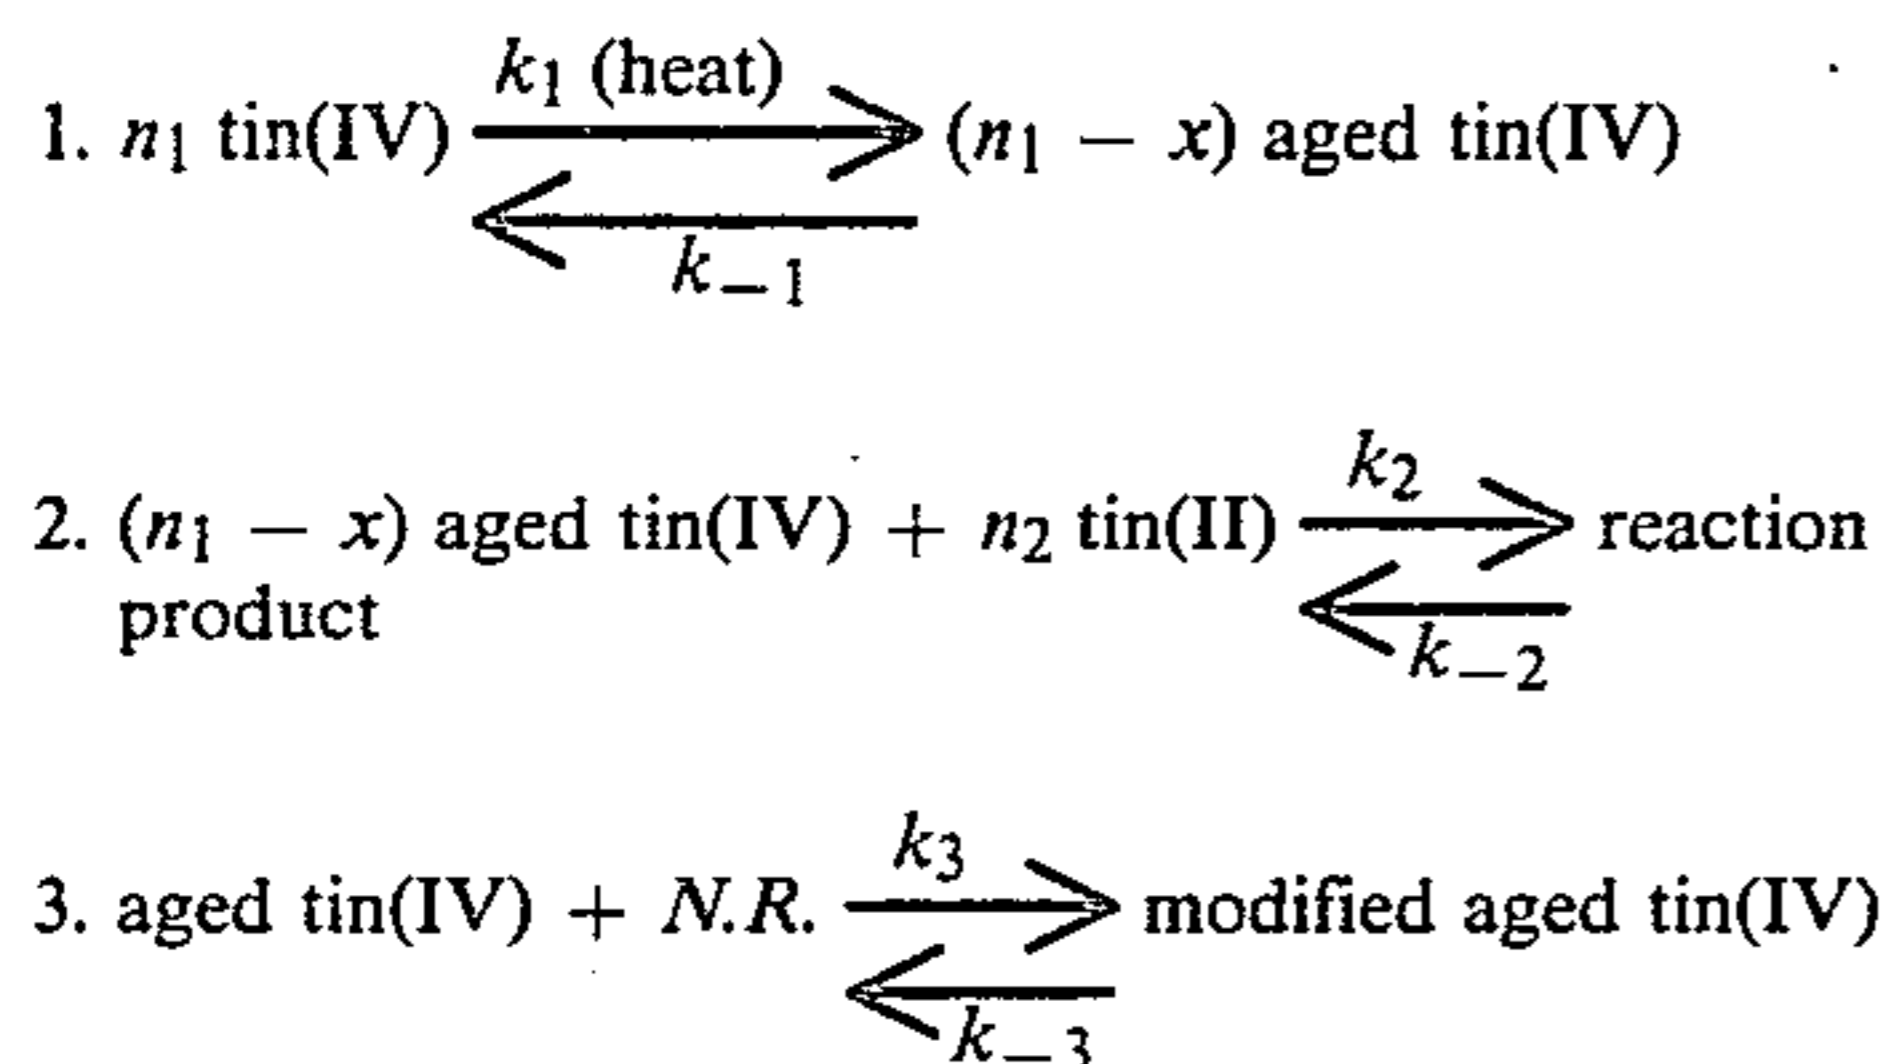 k₁ (heat)
1. n₁ tin(IV) ⇌ (n₁ − x) aged tin(IV)
k₋₁
k₂
2. (n₁ − x) aged tin(IV) + n₂ tin(II) ⇌ reaction
product
k₋₂
k₃
3. aged tin(IV) + N.R. ⇌ modified aged tin(IV)
k₋₃